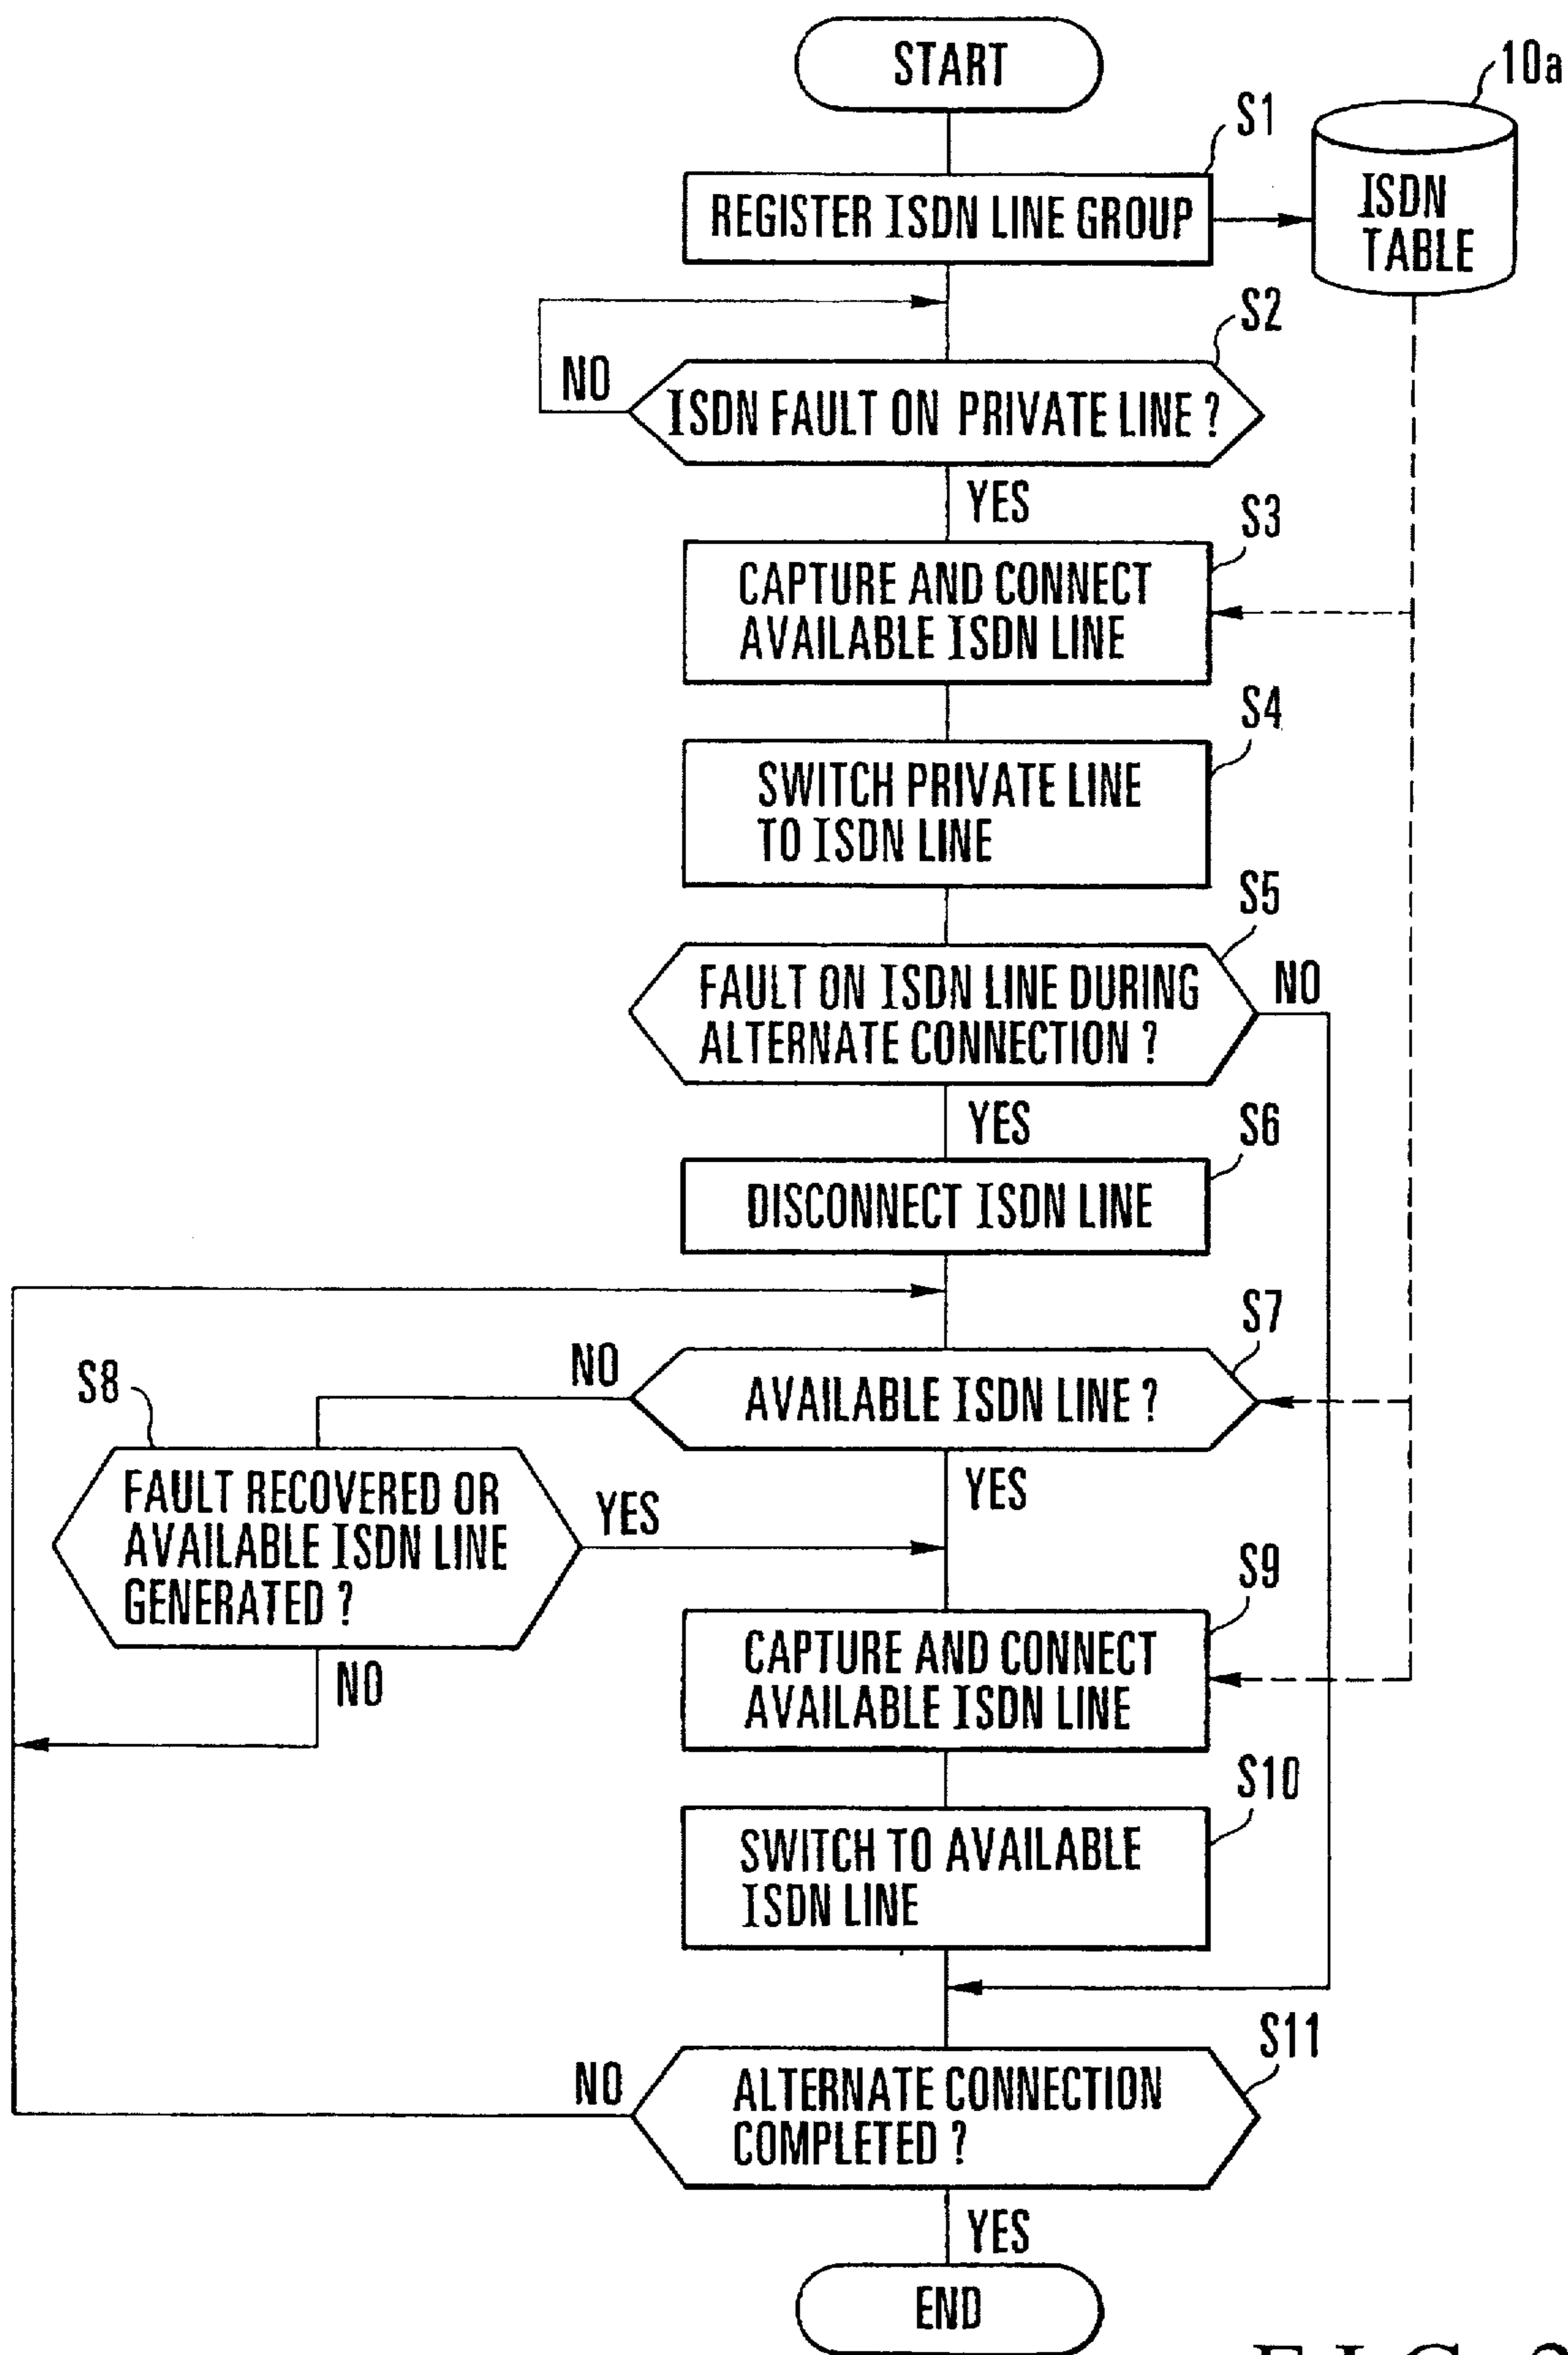 START
10a
S1
REGISTER ISDN LINE GROUP
ISDN
TABLE
S2
NO
ISDN FAULT ON PRIVATE LINE ?
YES
S3
CAPTURE AND CONNECT
AVAILABLE ISDN LINE
S4
SWITCH PRIVATE LINE
TO ISDN LINE
S5
FAULT ON ISDN LINE DURING
ALTERNATE CONNECTION ?
NO
YES
S6
DISCONNECT ISDN LINE
S7
NO
AVAILABLE ISDN LINE ?
S8
YES
FAULT RECOVERED OR
AVAILABLE ISDN LINE
GENERATED ?
YES
NO
S9
CAPTURE AND CONNECT
AVAILABLE ISDN LINE
S10
SWITCH TO AVAILABLE
ISDN LINE
S11
NO
ALTERNATE CONNECTION
COMPLETED ?
YES
END